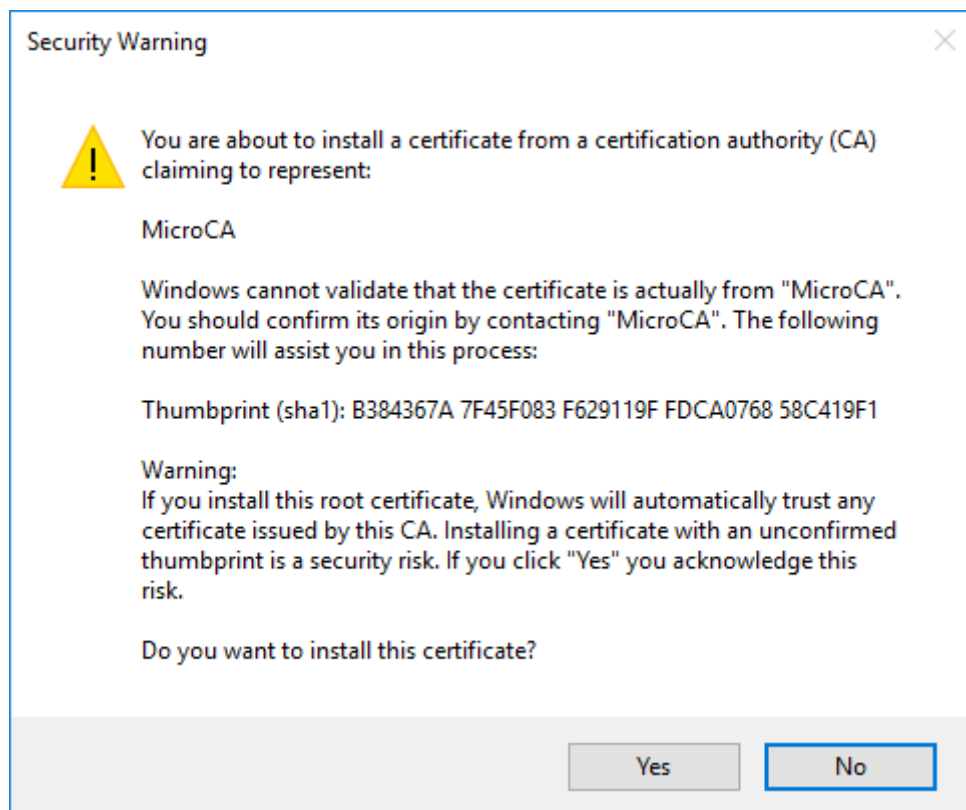 Security Warning
You are about to install a certificate from a certification authority (CA)
claiming to represent:
MicroCA
Windows cannot validate that the certificate is actually from "MicroCA".
You should confirm its origin by contacting "MicroCA". The following
number will assist you in this process:
Thumbprint (sha1): B384367A 7F45F083 F629119F FDCA0768 58C419F1
Warning:
If you install this root certificate, Windows will automatically trust any
certificate issued by this CA. Installing a certificate with an unconfirmed
thumbprint is a security risk. If you click "Yes" you acknowledge this
risk.
Do you want to install this certificate?
Yes
No